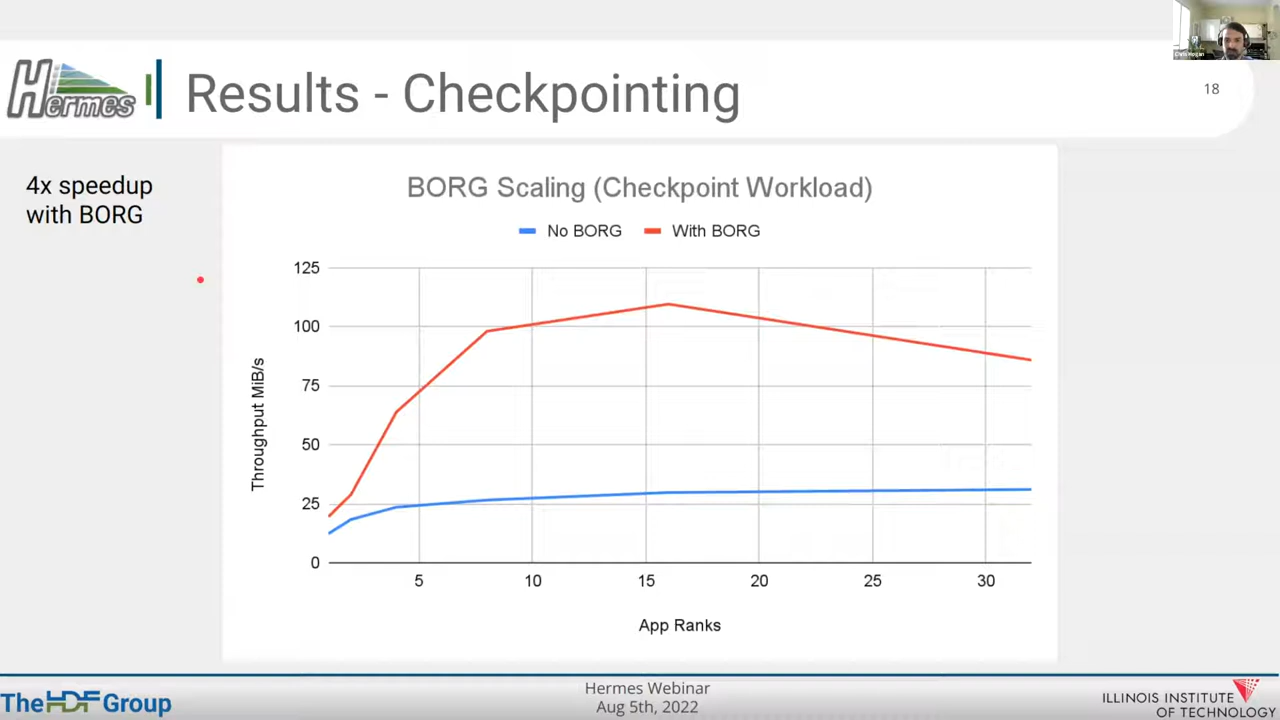 Chris Hogan
Hermes
Results - Checkpointing
18
4x speedup
with BORG
BORG Scaling (Checkpoint Workload)
No BORG
With BORG
125
100
75
50
25
0
Throughput MiB/s
5
10
15
20
25
30
App Ranks
The HDF Group
Hermes Webinar
Aug 5th, 2022
ILLINOIS INSTITUTE
OF TECHNOLOGY